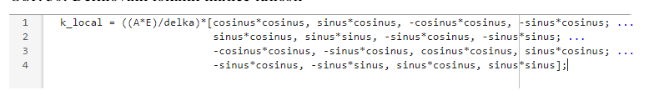 1 k_local = ((A*E)/delka)*[cosinus*cosinus, sinus*cosinus, -cosinus*cosinus, -sinus*cosinus; ...
2 sinus*cosinus, sinus*sinus, -sinus*cosinus, -sinus*sinus; ...
3 -cosinus*cosinus, -sinus*cosinus, cosinus*cosinus, sinus*cosinus; ...
4 -sinus*cosinus, -sinus*sinus, sinus*cosinus, sinus*sinus];